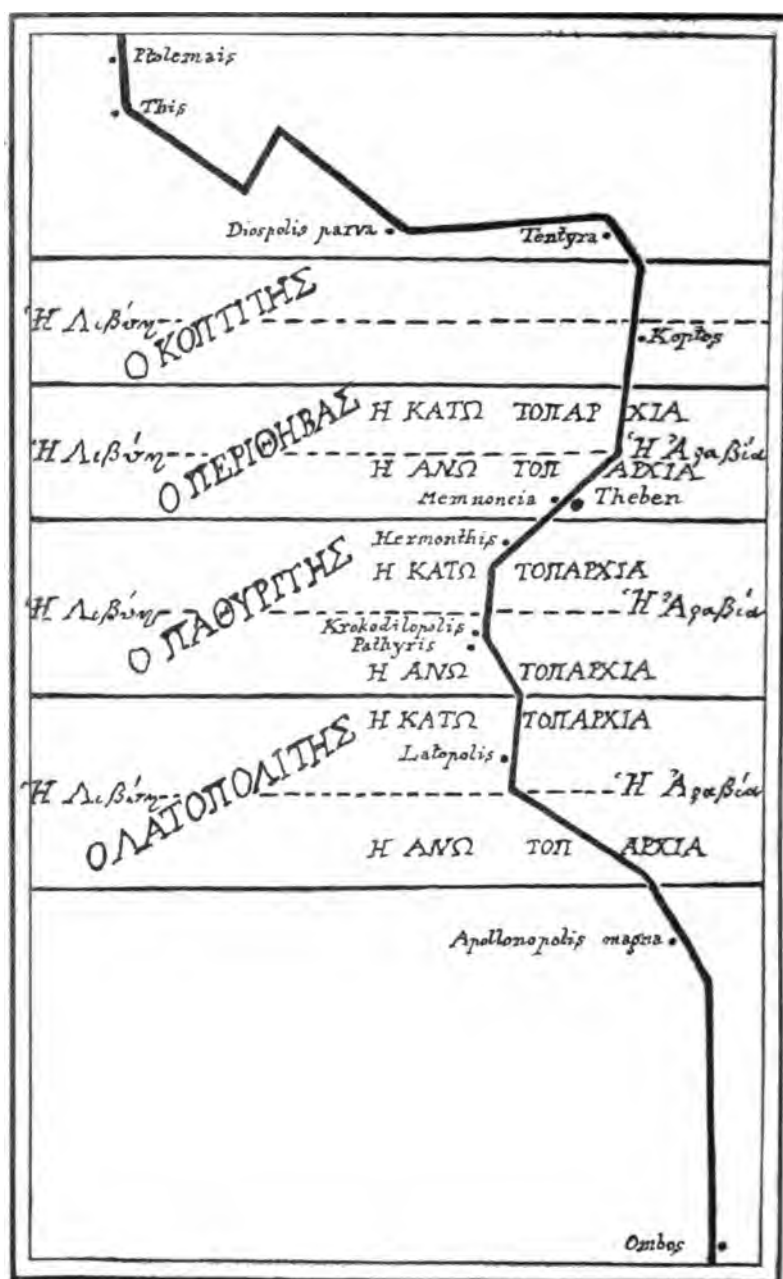 Ptolemais
This
Diospolis parva
Tentyra
Ο ΚΟΠΤΙΤΗΣ
Ἡ Λιβύη
Koptos
Ο ΠΕΡΙΘΗΒΑΣ
Η ΚΑΤΩ ΤΟΠΑΡΧΙΑ
Ἡ Λιβύη Ἡ Ἀραβία
Η ΑΝΩ ΤΟΠΑΡΧΙΑ
Memnoneia Theben
Hermonthis
Ο ΠΑΘΥΡΙΤΗΣ
Η ΚΑΤΩ ΤΟΠΑΡΧΙΑ
Ἡ Λιβύη Ἡ Ἀραβία
Krokodilopolis
Pathyris
Η ΑΝΩ ΤΟΠΑΡΧΙΑ
Ο ΛΑΤΟΠΟΛΙΤΗΣ
Η ΚΑΤΩ ΤΟΠΑΡΧΙΑ
Latopolis
Ἡ Λιβύη Ἡ Ἀραβία
Η ΑΝΩ ΤΟΠΑΡΧΙΑ
Apollonopolis magna
Ombos